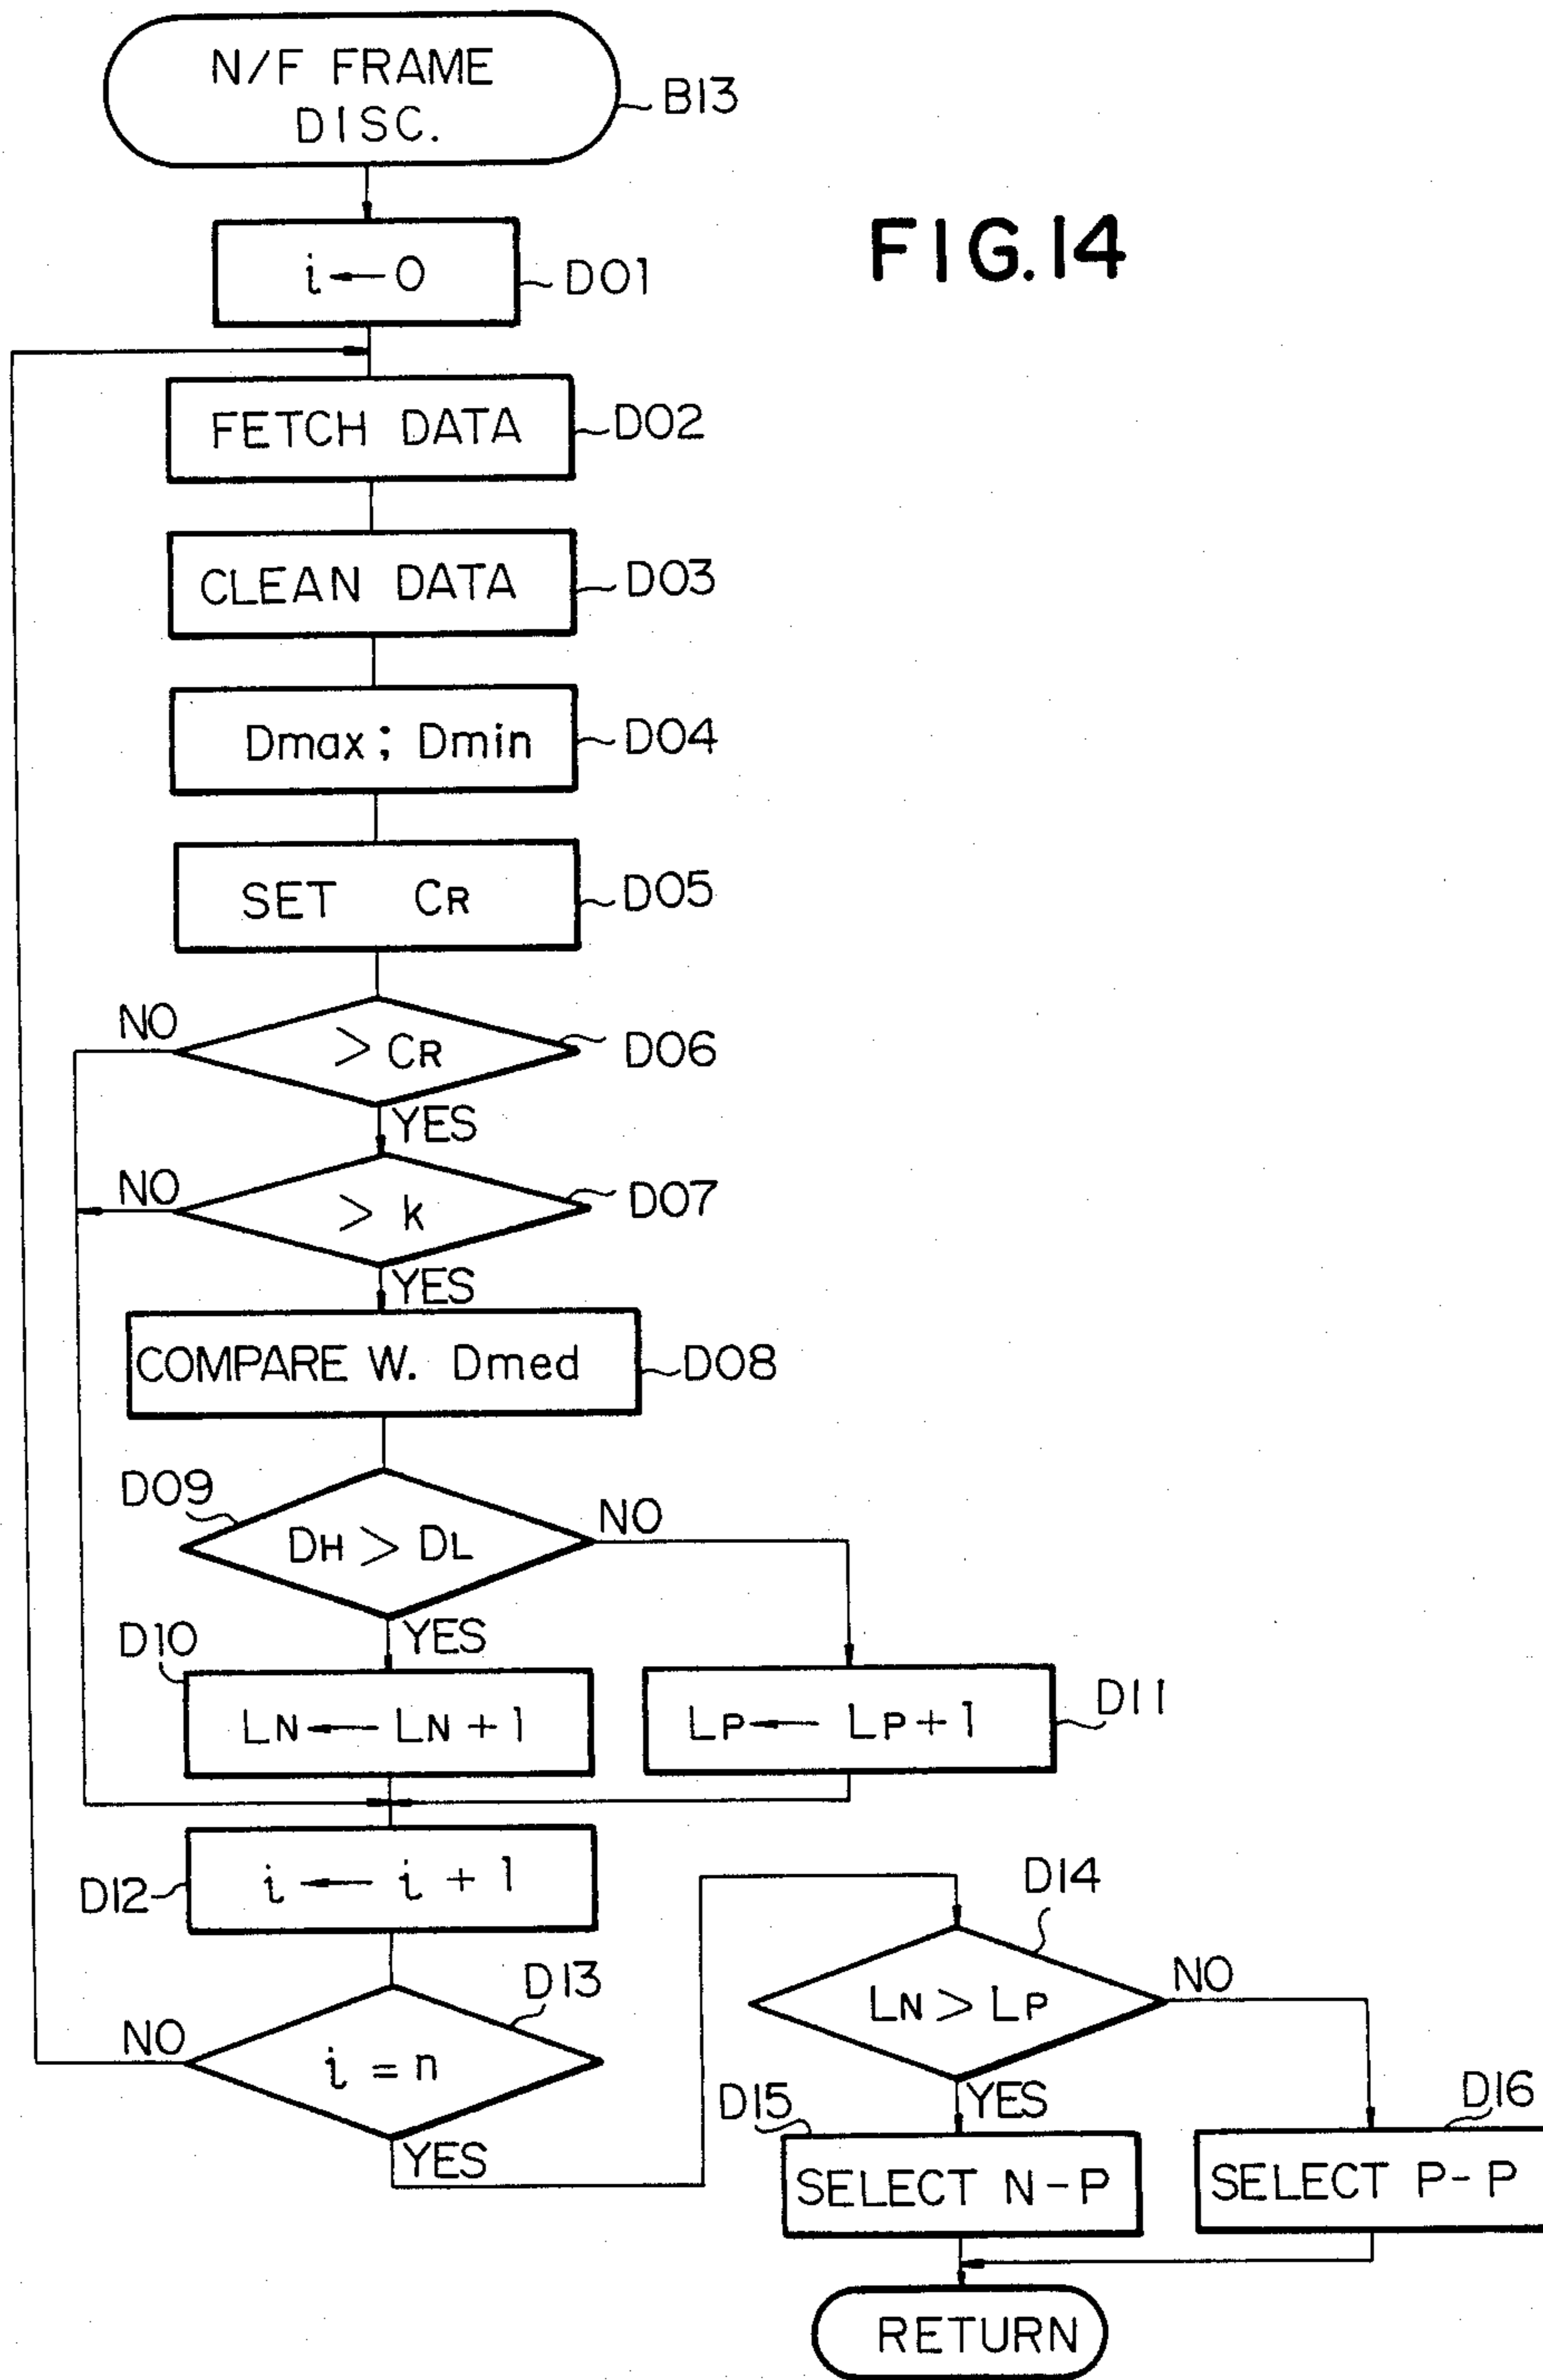 N/F FRAME
DISC.
B13
FIG.14
i ← 0
D01
FETCH DATA
D02
CLEAN DATA
D03
Dmax ; Dmin
D04
SET CR
D05
NO
> CR
D06
YES
NO
> k
D07
YES
COMPARE W. Dmed
D08
D09
DH > DL
NO
YES
D10
LN ← LN + 1
LP ← LP + 1
D11
D12
i ← i + 1
D13
NO
i = n
YES
D14
LN > LP
NO
YES
D15
SELECT N-P
D16
SELECT P-P
RETURN